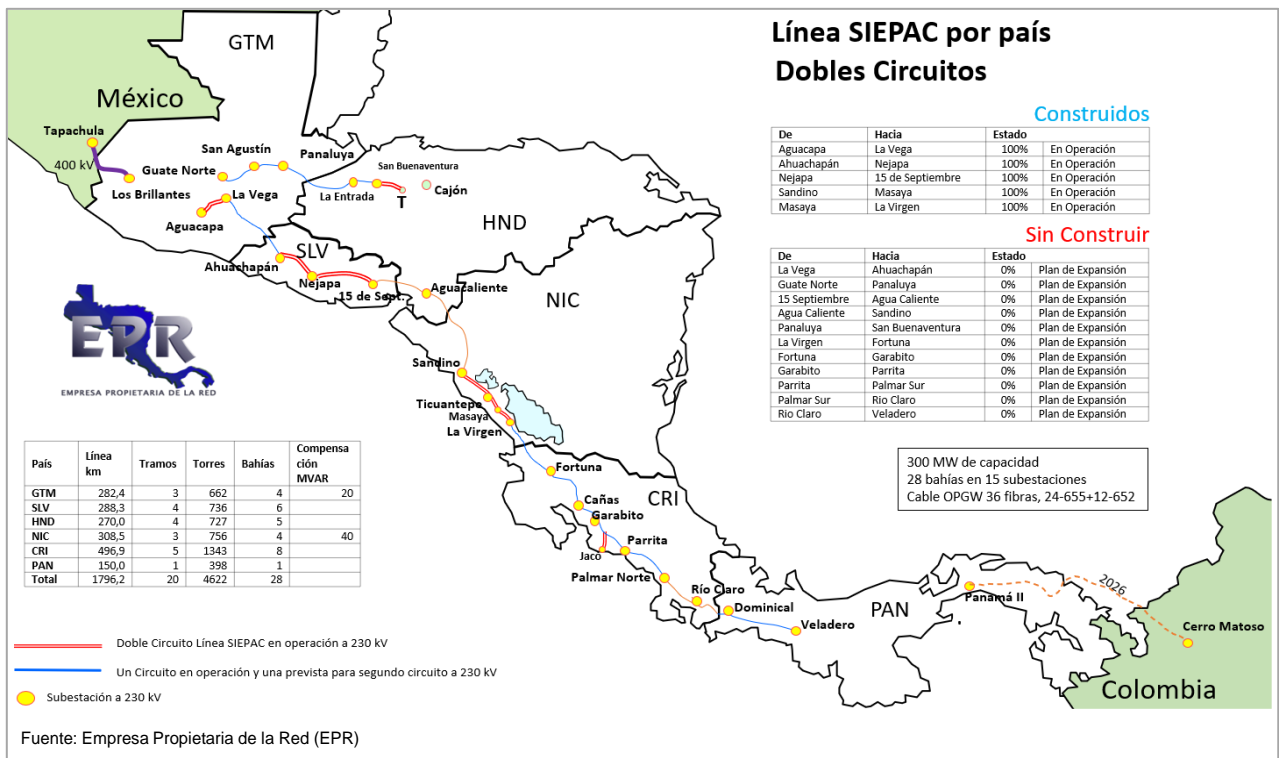 Línea SIEPAC por país
Dobles Circuitos
GTM
México
Tapachula
400 kV
Los Brillantes
Guate Norte
San Agustín
Panaluya
La Vega
Aguacapa
San Buenaventura
La Entrada
T
Cajón
HND
SLV
Ahuachapán
Nejapa
15 de Sept.
Aguacaliente
NIC
Sandino
Ticuantepe
Masaya
La Virgen
Fortuna
CRI
Cañas
Garabito
Jacó
Parrita
Palmar Norte
Río Claro
Dominical
Veladero
PAN
Panamá II
2026
Cerro Matoso
Colombia
Construidos
De Hacia Estado
Aguacapa La Vega 100% En Operación
Ahuachapán Nejapa 100% En Operación
Nejapa 15 de Septiembre 100% En Operación
Sandino Masaya 100% En Operación
Masaya La Virgen 100% En Operación
Sin Construir
De Hacia Estado
La Vega Ahuachapán 0% Plan de Expansión
Guate Norte Panaluya 0% Plan de Expansión
15 Septiembre Agua Caliente 0% Plan de Expansión
Agua Caliente Sandino 0% Plan de Expansión
Panaluya San Buenaventura 0% Plan de Expansión
La Virgen Fortuna 0% Plan de Expansión
Fortuna Garabito 0% Plan de Expansión
Garabito Parrita 0% Plan de Expansión
Parrita Palmar Sur 0% Plan de Expansión
Palmar Sur Rio Claro 0% Plan de Expansión
Rio Claro Veladero 0% Plan de Expansión
300 MW de capacidad
28 bahías en 15 subestaciones
Cable OPGW 36 fibras, 24-655+12-652
EPR
EMPRESA PROPIETARIA DE LA RED
País Línea km Tramos Torres Bahías Compensa
ción
MVAR
GTM 282,4 3 662 4 20
SLV 288,3 4 736 6
HND 270,0 4 727 5
NIC 308,5 3 756 4 40
CRI 496,9 5 1343 8
PAN 150,0 1 398 1
Total 1796,2 20 4622 28
Doble Circuito Línea SIEPAC en operación a 230 kV
Un Circuito en operación y una prevista para segundo circuito a 230 kV
Subestación a 230 kV
Fuente: Empresa Propietaria de la Red (EPR)